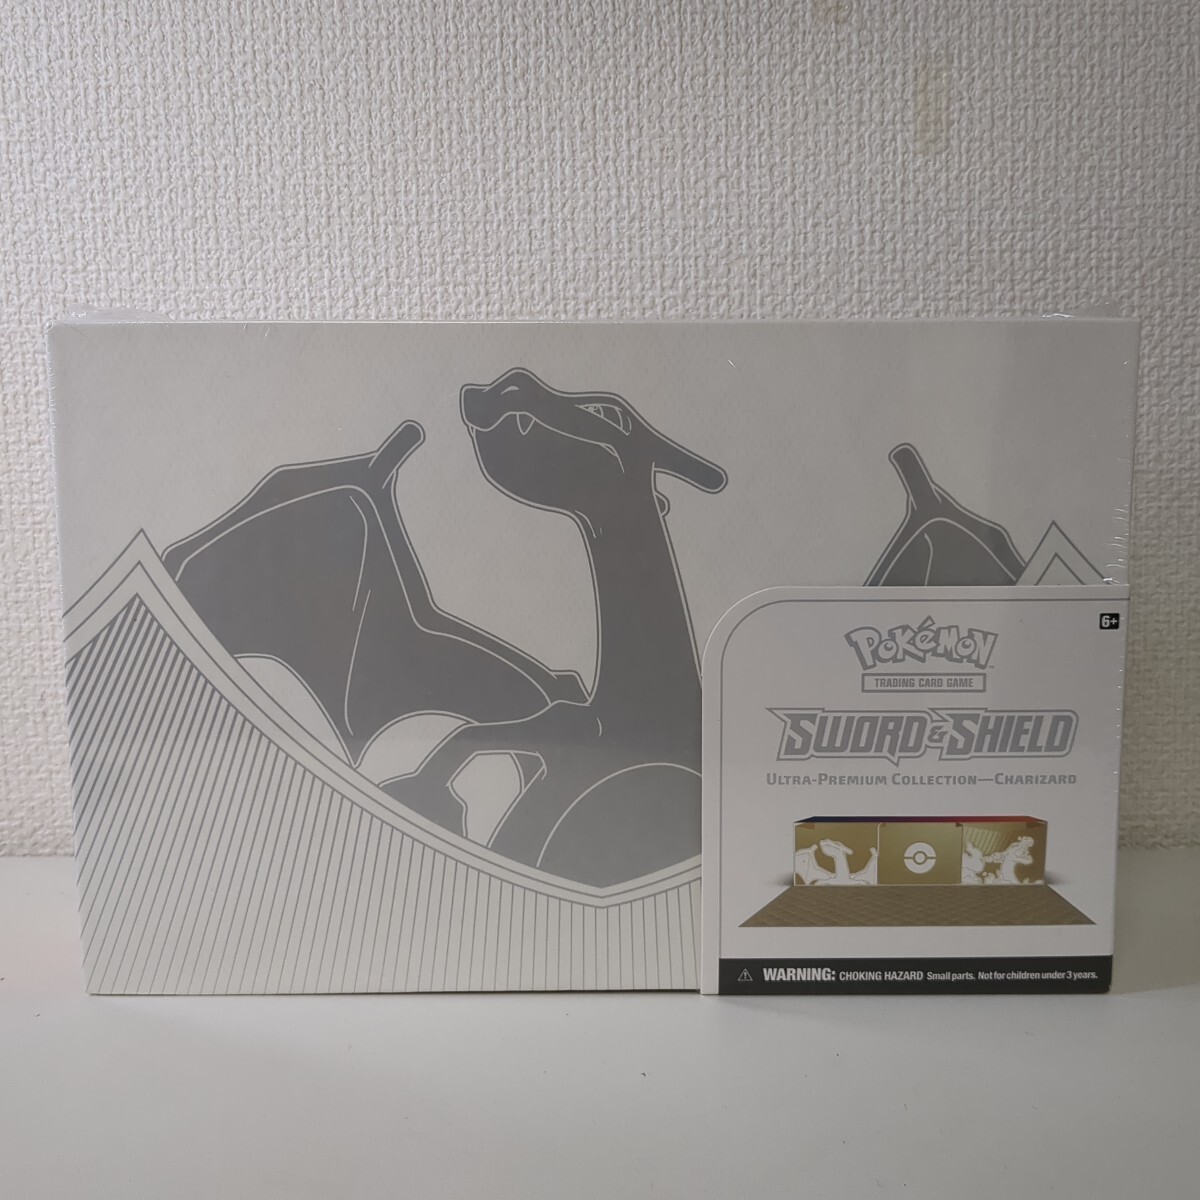 6+
POKéMON
TRADING CARD GAME
SWORD & SHIELD
ULTRA-PREMIUM COLLECTION—CHARIZARD
WARNING: CHOKING HAZARD Small parts. Not for children under 3 years.